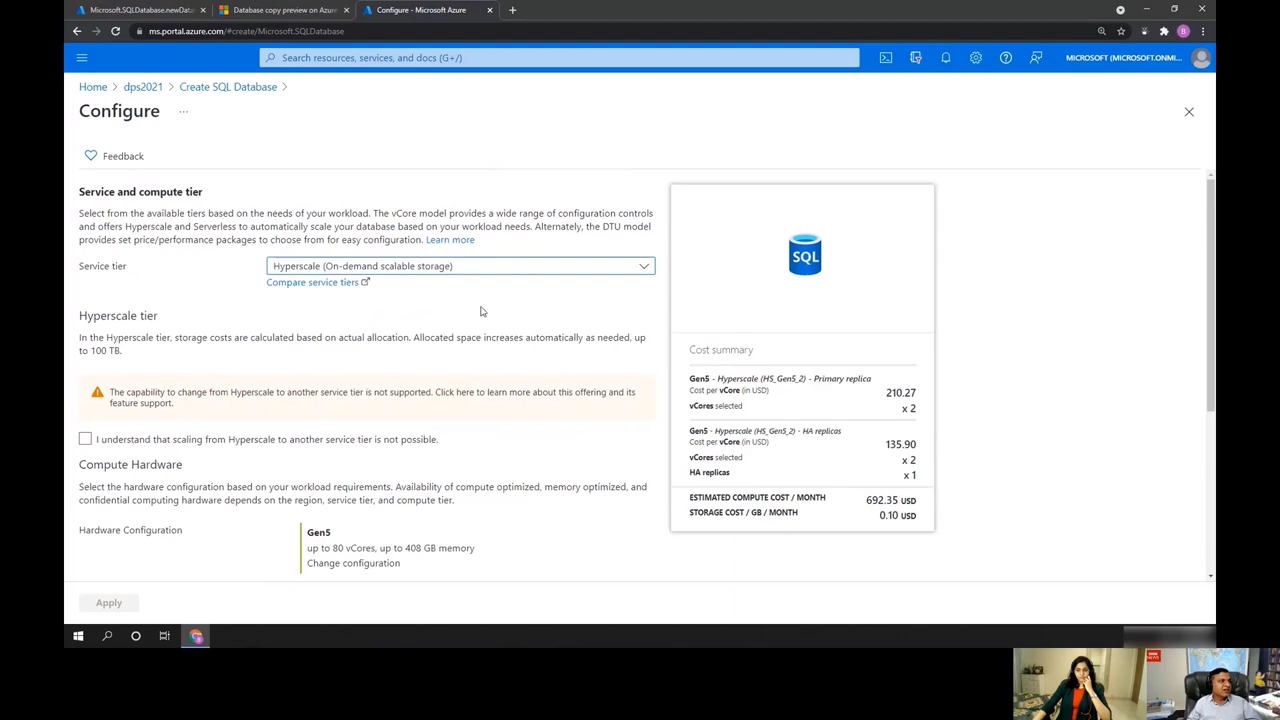 Microsoft.SQLDatabase.newData
Database copy preview on Azure
Configure - Microsoft Azure
ms.portal.azure.com/#create/Microsoft.SQLDatabase
B
Search resources, services, and docs (G+/)
MICROSOFT (MICROSOFT.ONMI...
Home > dps2021 > Create SQL Database >
Configure ...
Feedback
Service and compute tier
Select from the available tiers based on the needs of your workload. The vCore model provides a wide range of configuration controls
and offers Hyperscale and Serverless to automatically scale your database based on your workload needs. Alternately, the DTU model
provides set price/performance packages to choose from for easy configuration. Learn more
Service tier
Hyperscale (On-demand scalable storage)
Compare service tiers
Hyperscale tier
In the Hyperscale tier, storage costs are calculated based on actual allocation. Allocated space increases automatically as needed, up
to 100 TB.
The capability to change from Hyperscale to another service tier is not supported. Click here to learn more about this offering and its
feature support.
I understand that scaling from Hyperscale to another service tier is not possible.
Compute Hardware
Select the hardware configuration based on your workload requirements. Availability of compute optimized, memory optimized, and
confidential computing hardware depends on the region, service tier, and compute tier.
Hardware Configuration
Gen5
up to 80 vCores, up to 408 GB memory
Change configuration
Apply
SQL
Cost summary
Gen5 - Hyperscale (HS_Gen5_2) - Primary replica
Cost per vCore (in USD) 210.27
vCores selected x 2
Gen5 - Hyperscale (HS_Gen5_2) - HA replicas
Cost per vCore (in USD) 135.90
vCores selected x 2
HA replicas x 1
ESTIMATED COMPUTE COST / MONTH 692.35 USD
STORAGE COST / GB / MONTH 0.10 USD
NEWS